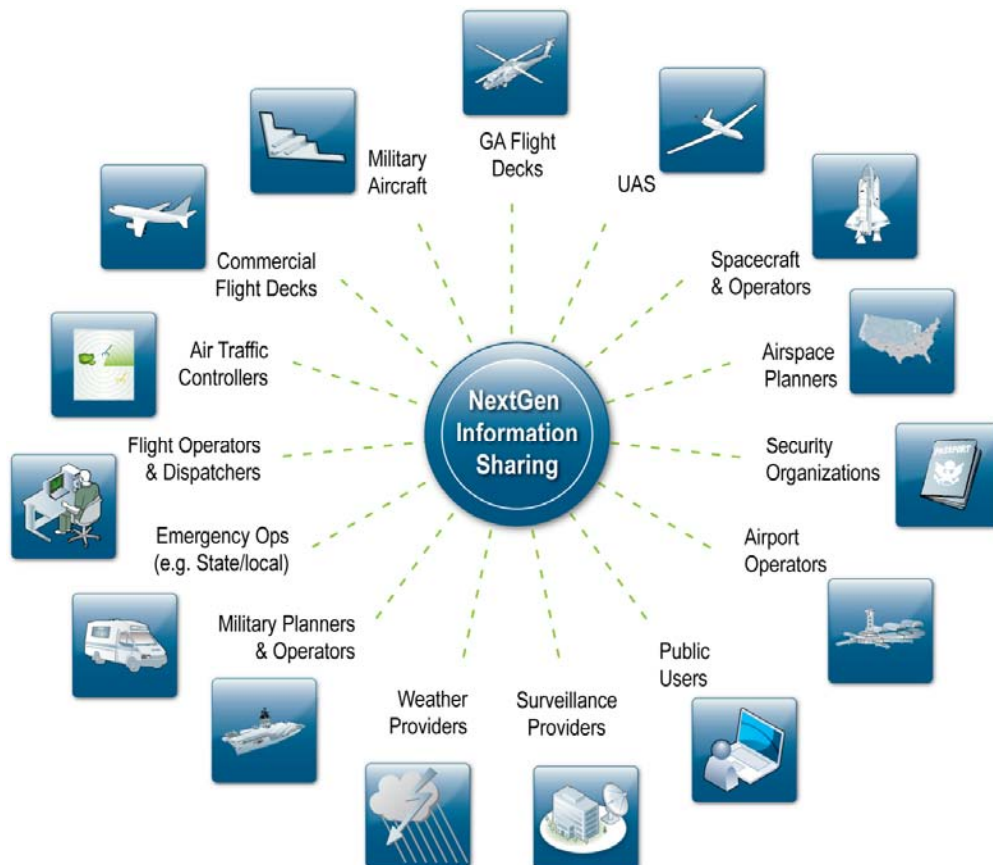 GA Flight
Decks
UAS
Spacecraft
& Operators
Airspace
Planners
Security
Organizations
PASSPORT
Airport
Operators
Public
Users
Surveillance
Providers
Weather
Providers
Military Planners
& Operators
Emergency Ops
(e.g. State/local)
Flight Operators
& Dispatchers
Air Traffic
Controllers
Commercial
Flight Decks
Military
Aircraft
NextGen
Information
Sharing